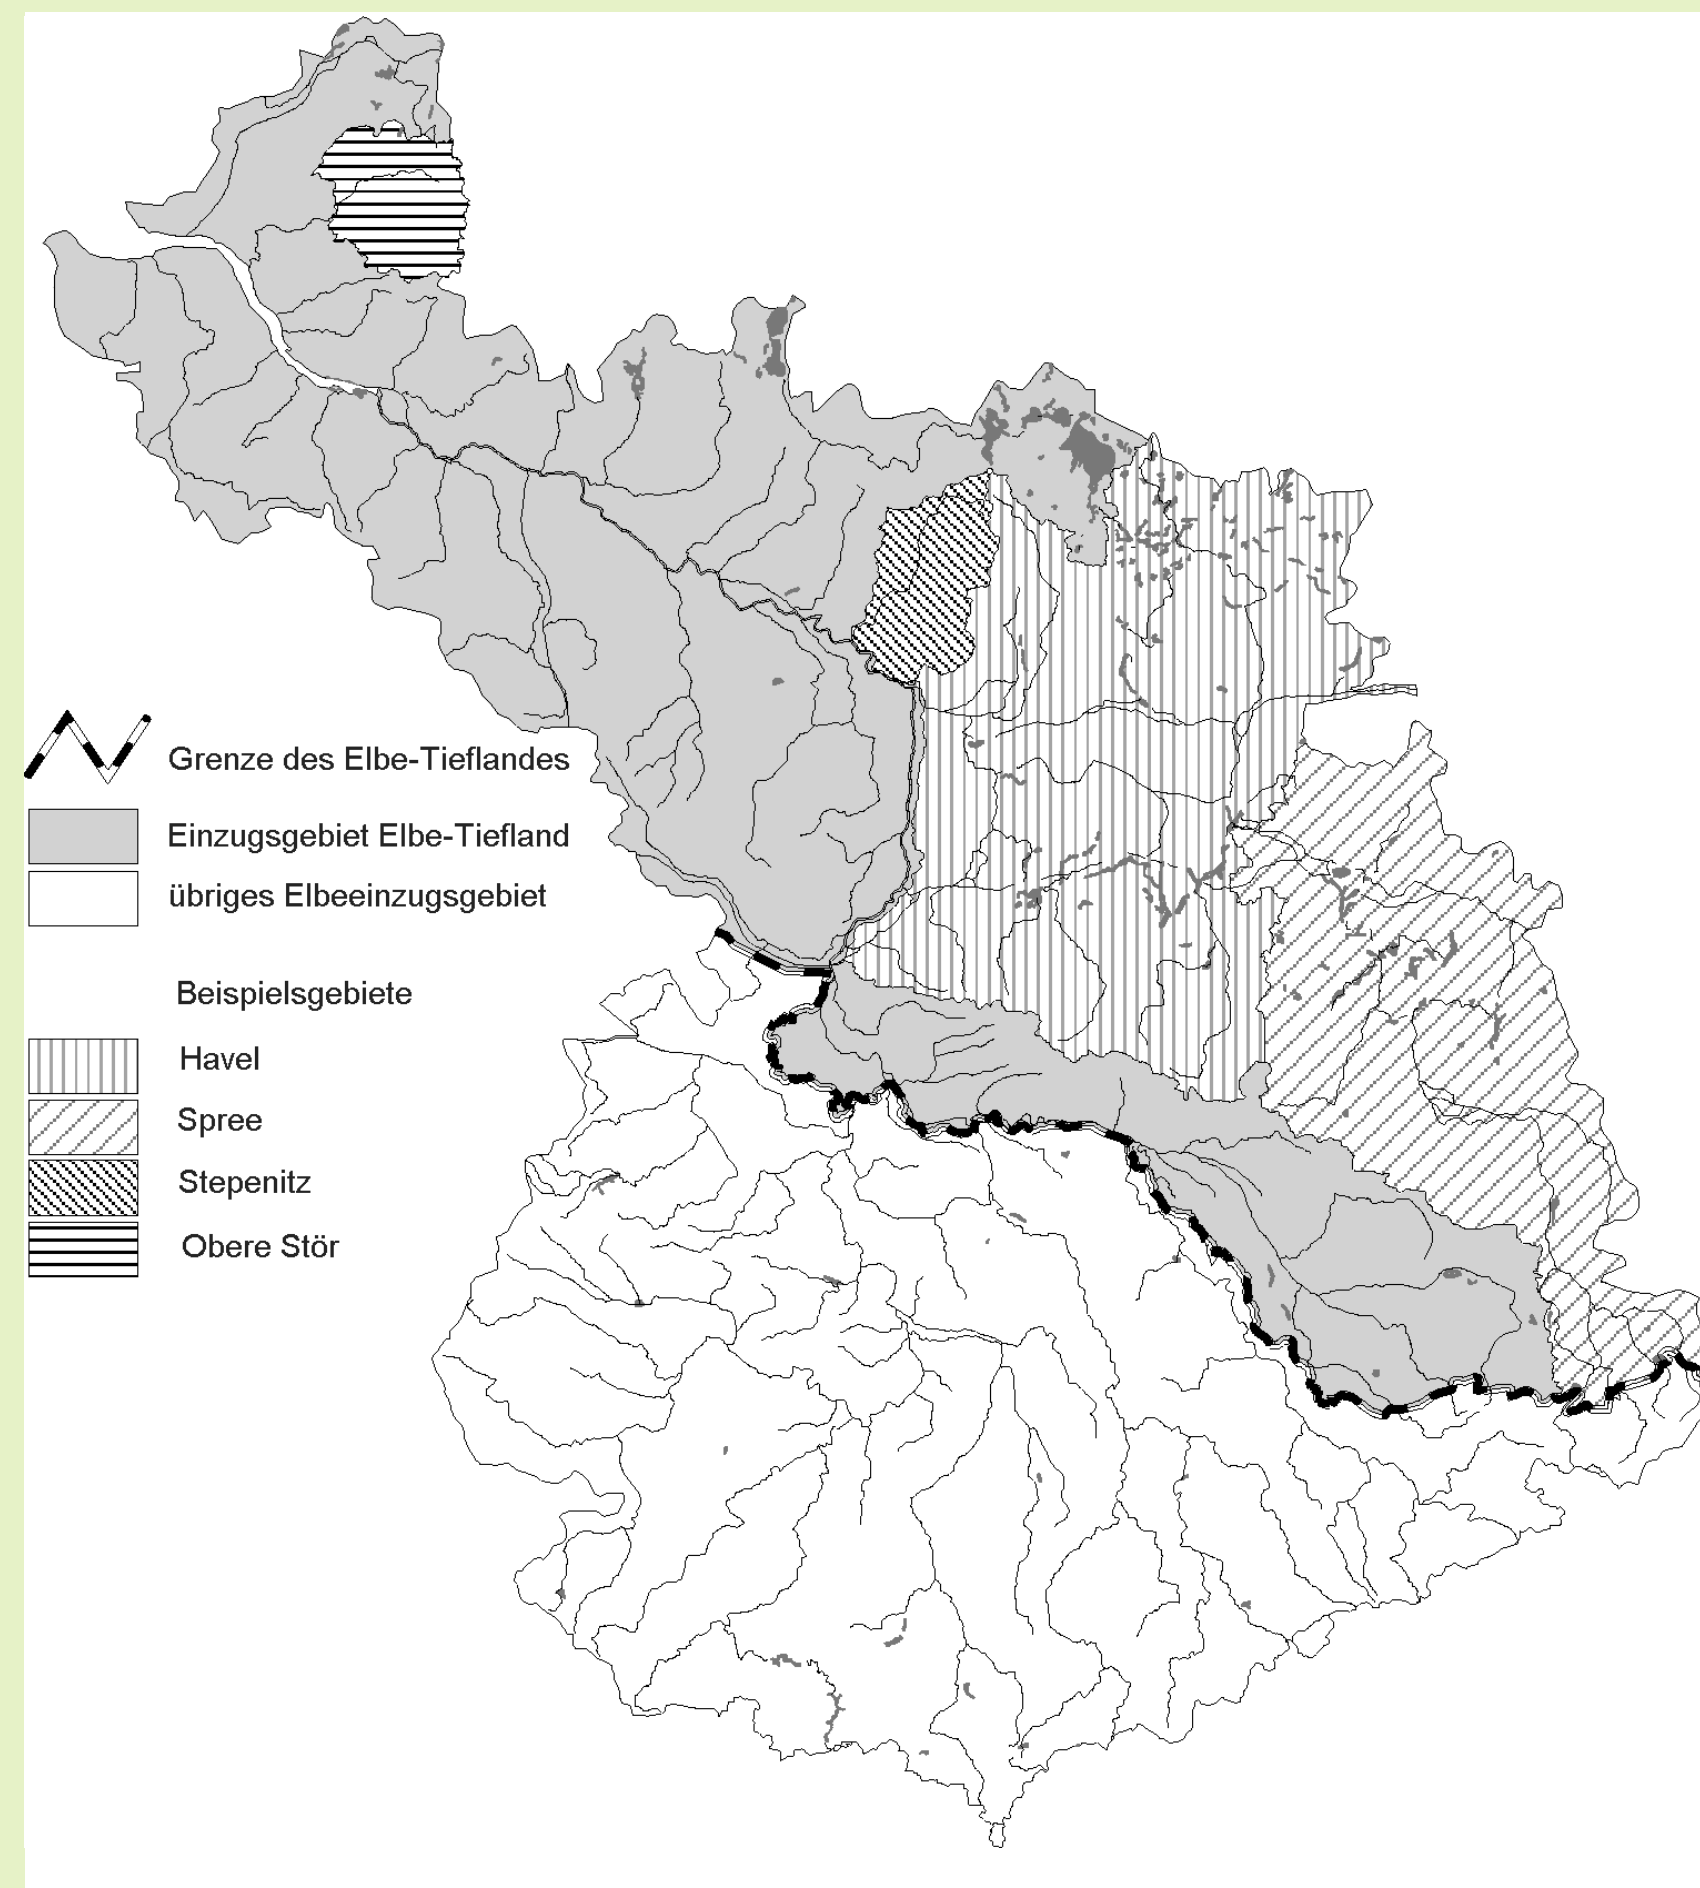 Grenze des Elbe-Tieflandes
Einzugsgebiet Elbe-Tiefland
übriges Elbeeinzugsgebiet
Beispielsgebiete
Havel
Spree
Stepenitz
Obere Stör